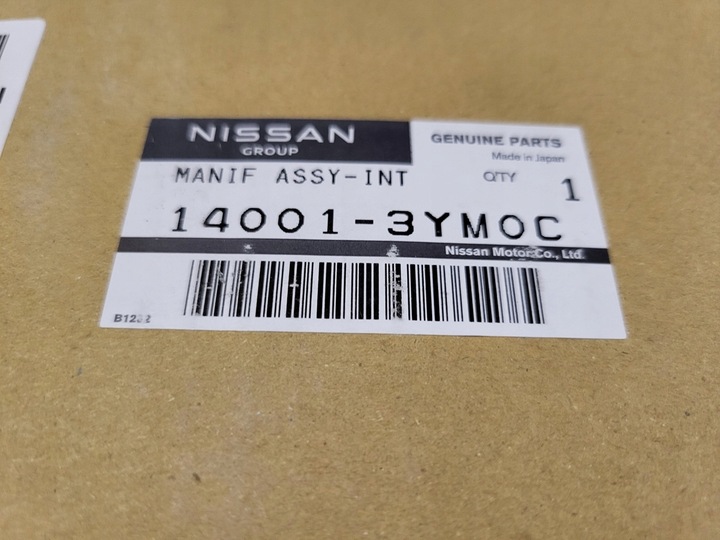 NISSAN
GROUP
GENUINE PARTS
Made in Japan
MANIF ASSY-INT
Q'TY 1
14001-3YM0C
Nissan Motor Co., Ltd.